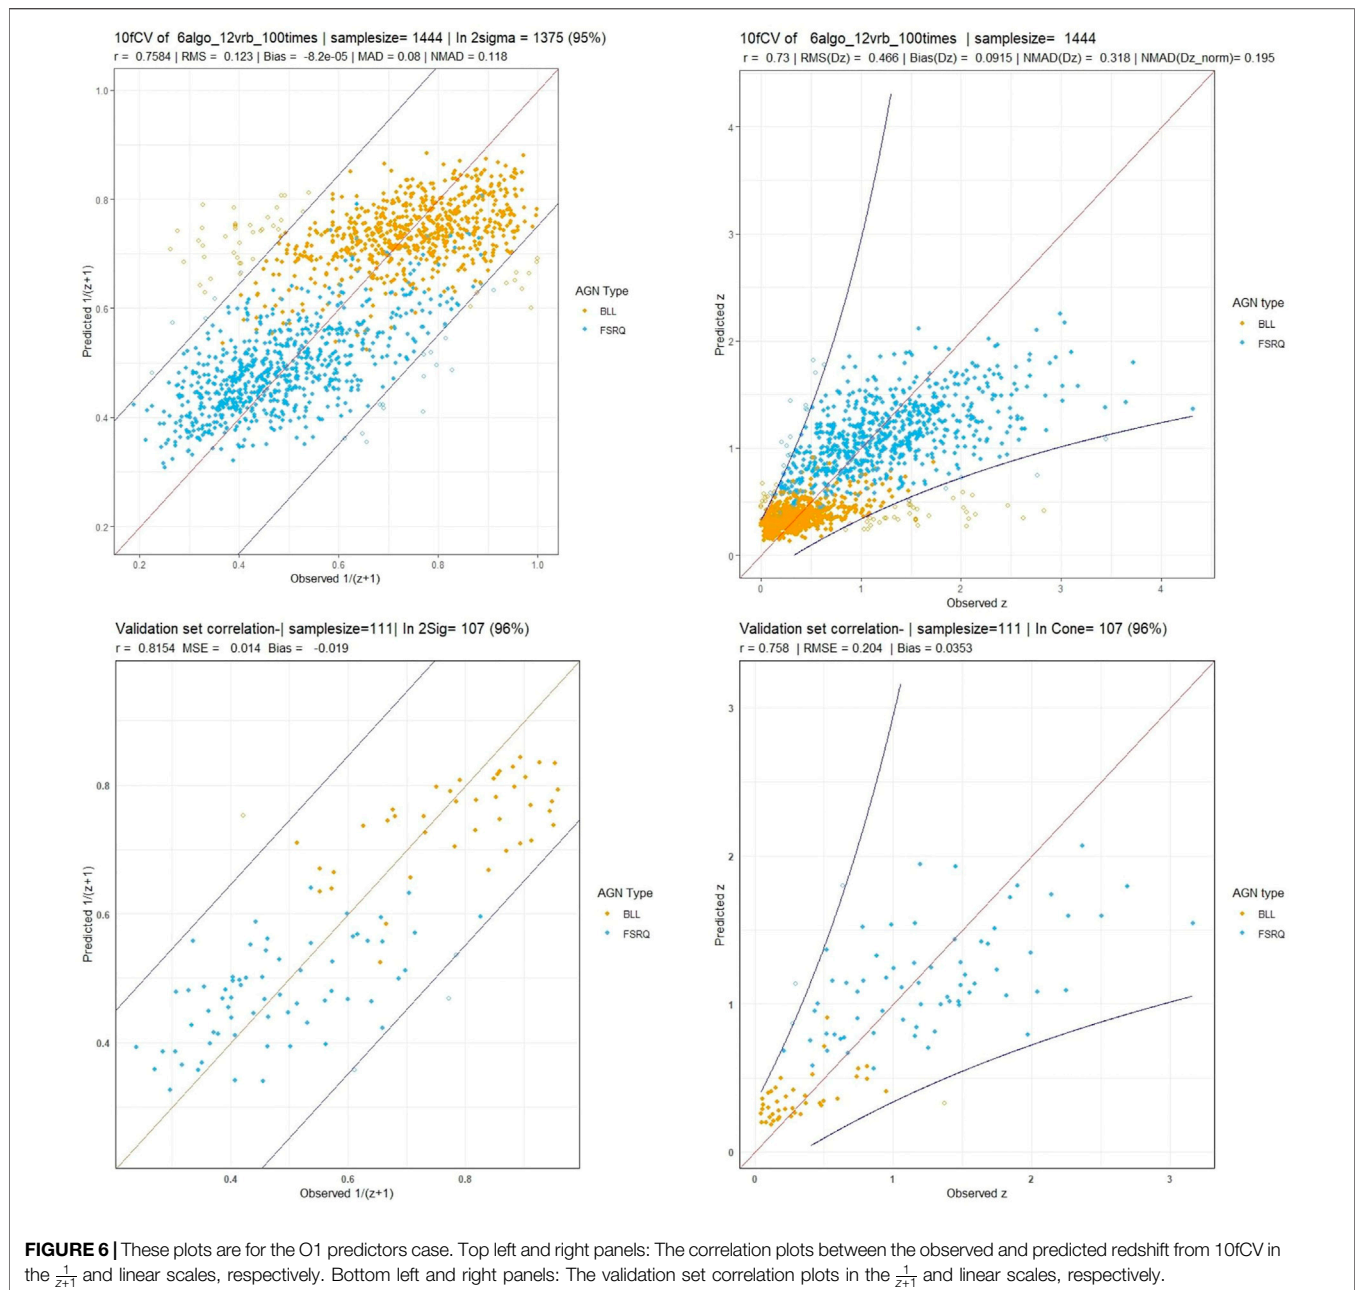 10fCV of 6algo_12vrb_100times | samplesize= 1444 | In 2sigma = 1375 (95%)
r = 0.7584 | RMS = 0.123 | Bias = -8.2e-05 | MAD = 0.08 | NMAD = 0.118
1.0
0.8
0.6
0.4
0.2
Predicted 1/(z+1)
0.2 0.4 0.6 0.8 1.0
Observed 1/(z+1)
AGN Type
BLL
FSRQ
10fCV of 6algo_12vrb_100times | samplesize= 1444
r = 0.73 | RMS(Dz) = 0.466 | Bias(Dz) = 0.0915 | NMAD(Dz) = 0.318 | NMAD(Dz_norm)= 0.195
4
3
2
1
0
Predicted z
0 1 2 3 4
Observed z
AGN type
BLL
FSRQ
Validation set correlation-| samplesize=111| In 2Sig= 107 (96%)
r = 0.8154 MSE = 0.014 Bias = -0.019
0.8
0.6
0.4
Predicted 1/(z+1)
0.4 0.6 0.8
Observed 1/(z+1)
AGN Type
BLL
FSRQ
Validation set correlation- | samplesize=111 | In Cone= 107 (96%)
r = 0.758 | RMSE = 0.204 | Bias = 0.0353
3
2
1
0
Predicted z
0 1 2 3
Observed z
AGN type
BLL
FSRQ
FIGURE 6 | These plots are for the O1 predictors case. Top left and right panels: The correlation plots between the observed and predicted redshift from 10fCV in
the 1/(z+1) and linear scales, respectively. Bottom left and right panels: The validation set correlation plots in the 1/(z+1) and linear scales, respectively.